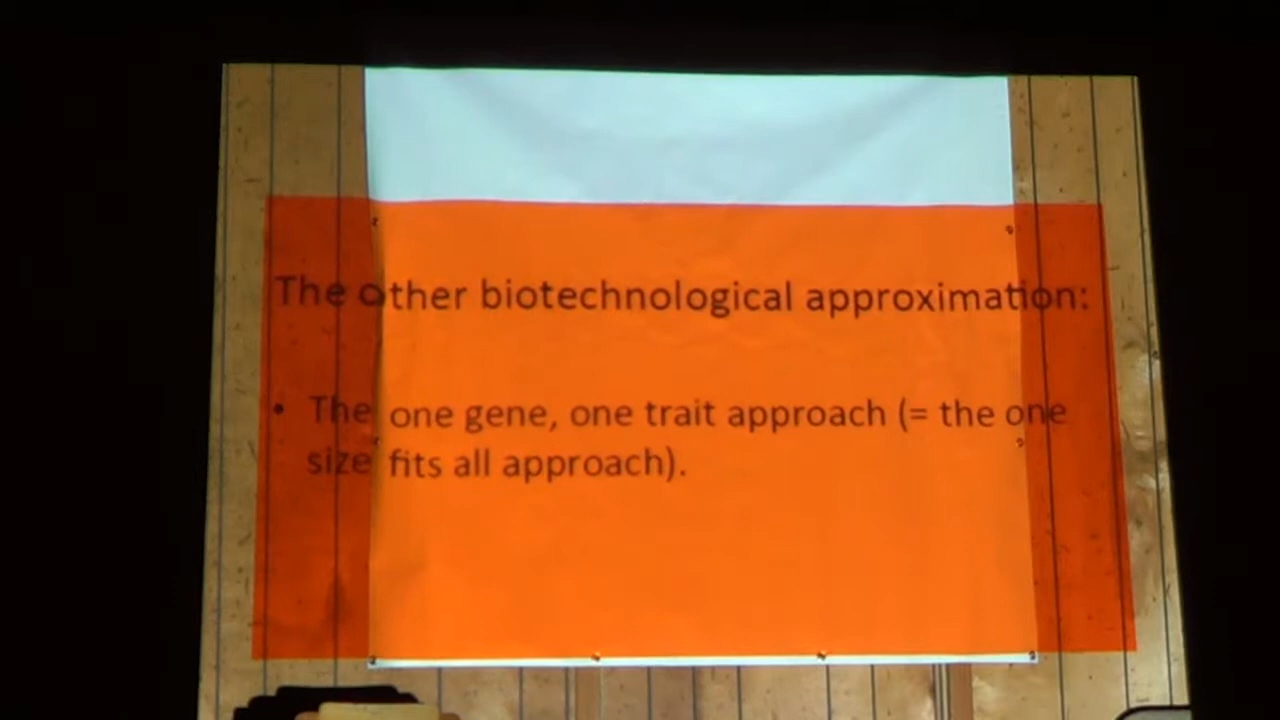 The other biotechnological approximation:
• The one gene, one trait approach (= the one
size fits all approach).